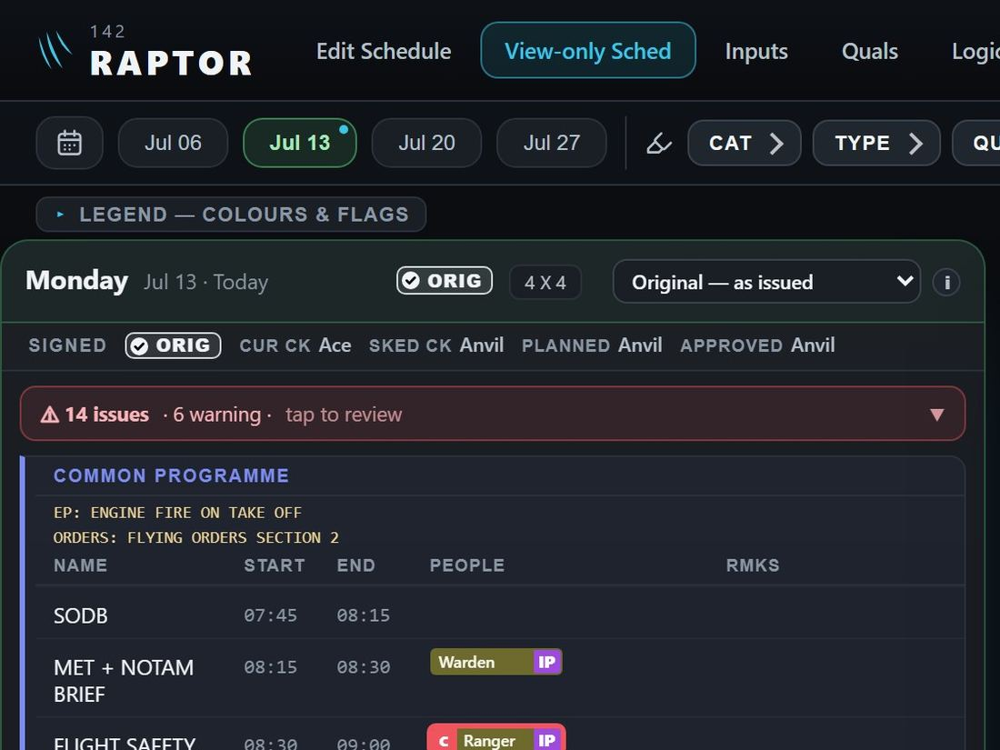 142
RAPTOR
Edit Schedule View-only Sched Inputs Quals Logic
Jul 06 Jul 13 Jul 20 Jul 27 CAT TYPE QU
LEGEND — COLOURS & FLAGS
Monday Jul 13 · Today ORIG 4 X 4 Original — as issued i
SIGNED ORIG CUR CK Ace SKED CK Anvil PLANNED Anvil APPROVED Anvil
14 issues · 6 warning · tap to review
COMMON PROGRAMME
EP: ENGINE FIRE ON TAKE OFF
ORDERS: FLYING ORDERS SECTION 2
NAME START END PEOPLE RMKS
SODB 07:45 08:15
MET + NOTAM 08:15 08:30 Warden IP
BRIEF
FLIGHT SAFETY 08:30 09:00 c Ranger IP